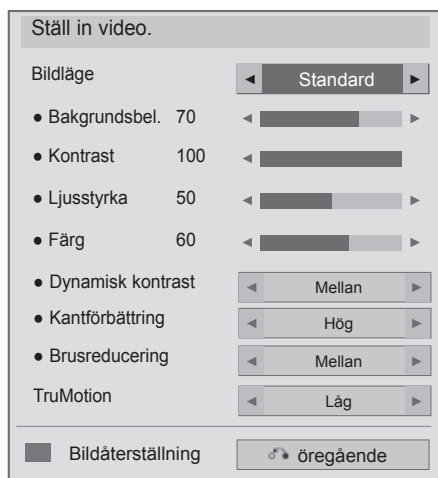 Ställ in video.
Bildläge ◄ Standard ►
● Bakgrundsbel. 70 ◄ ►
● Kontrast 100 ◄
● Ljusstyrka 50 ◄ ►
● Färg 60 ◄ ►
● Dynamisk kontrast ◄ Mellan ►
● Kantförbättring ◄ Hög ►
● Brusreducering ◄ Mellan ►
TruMotion ◄ Låg ►
Bildåterställning öregående